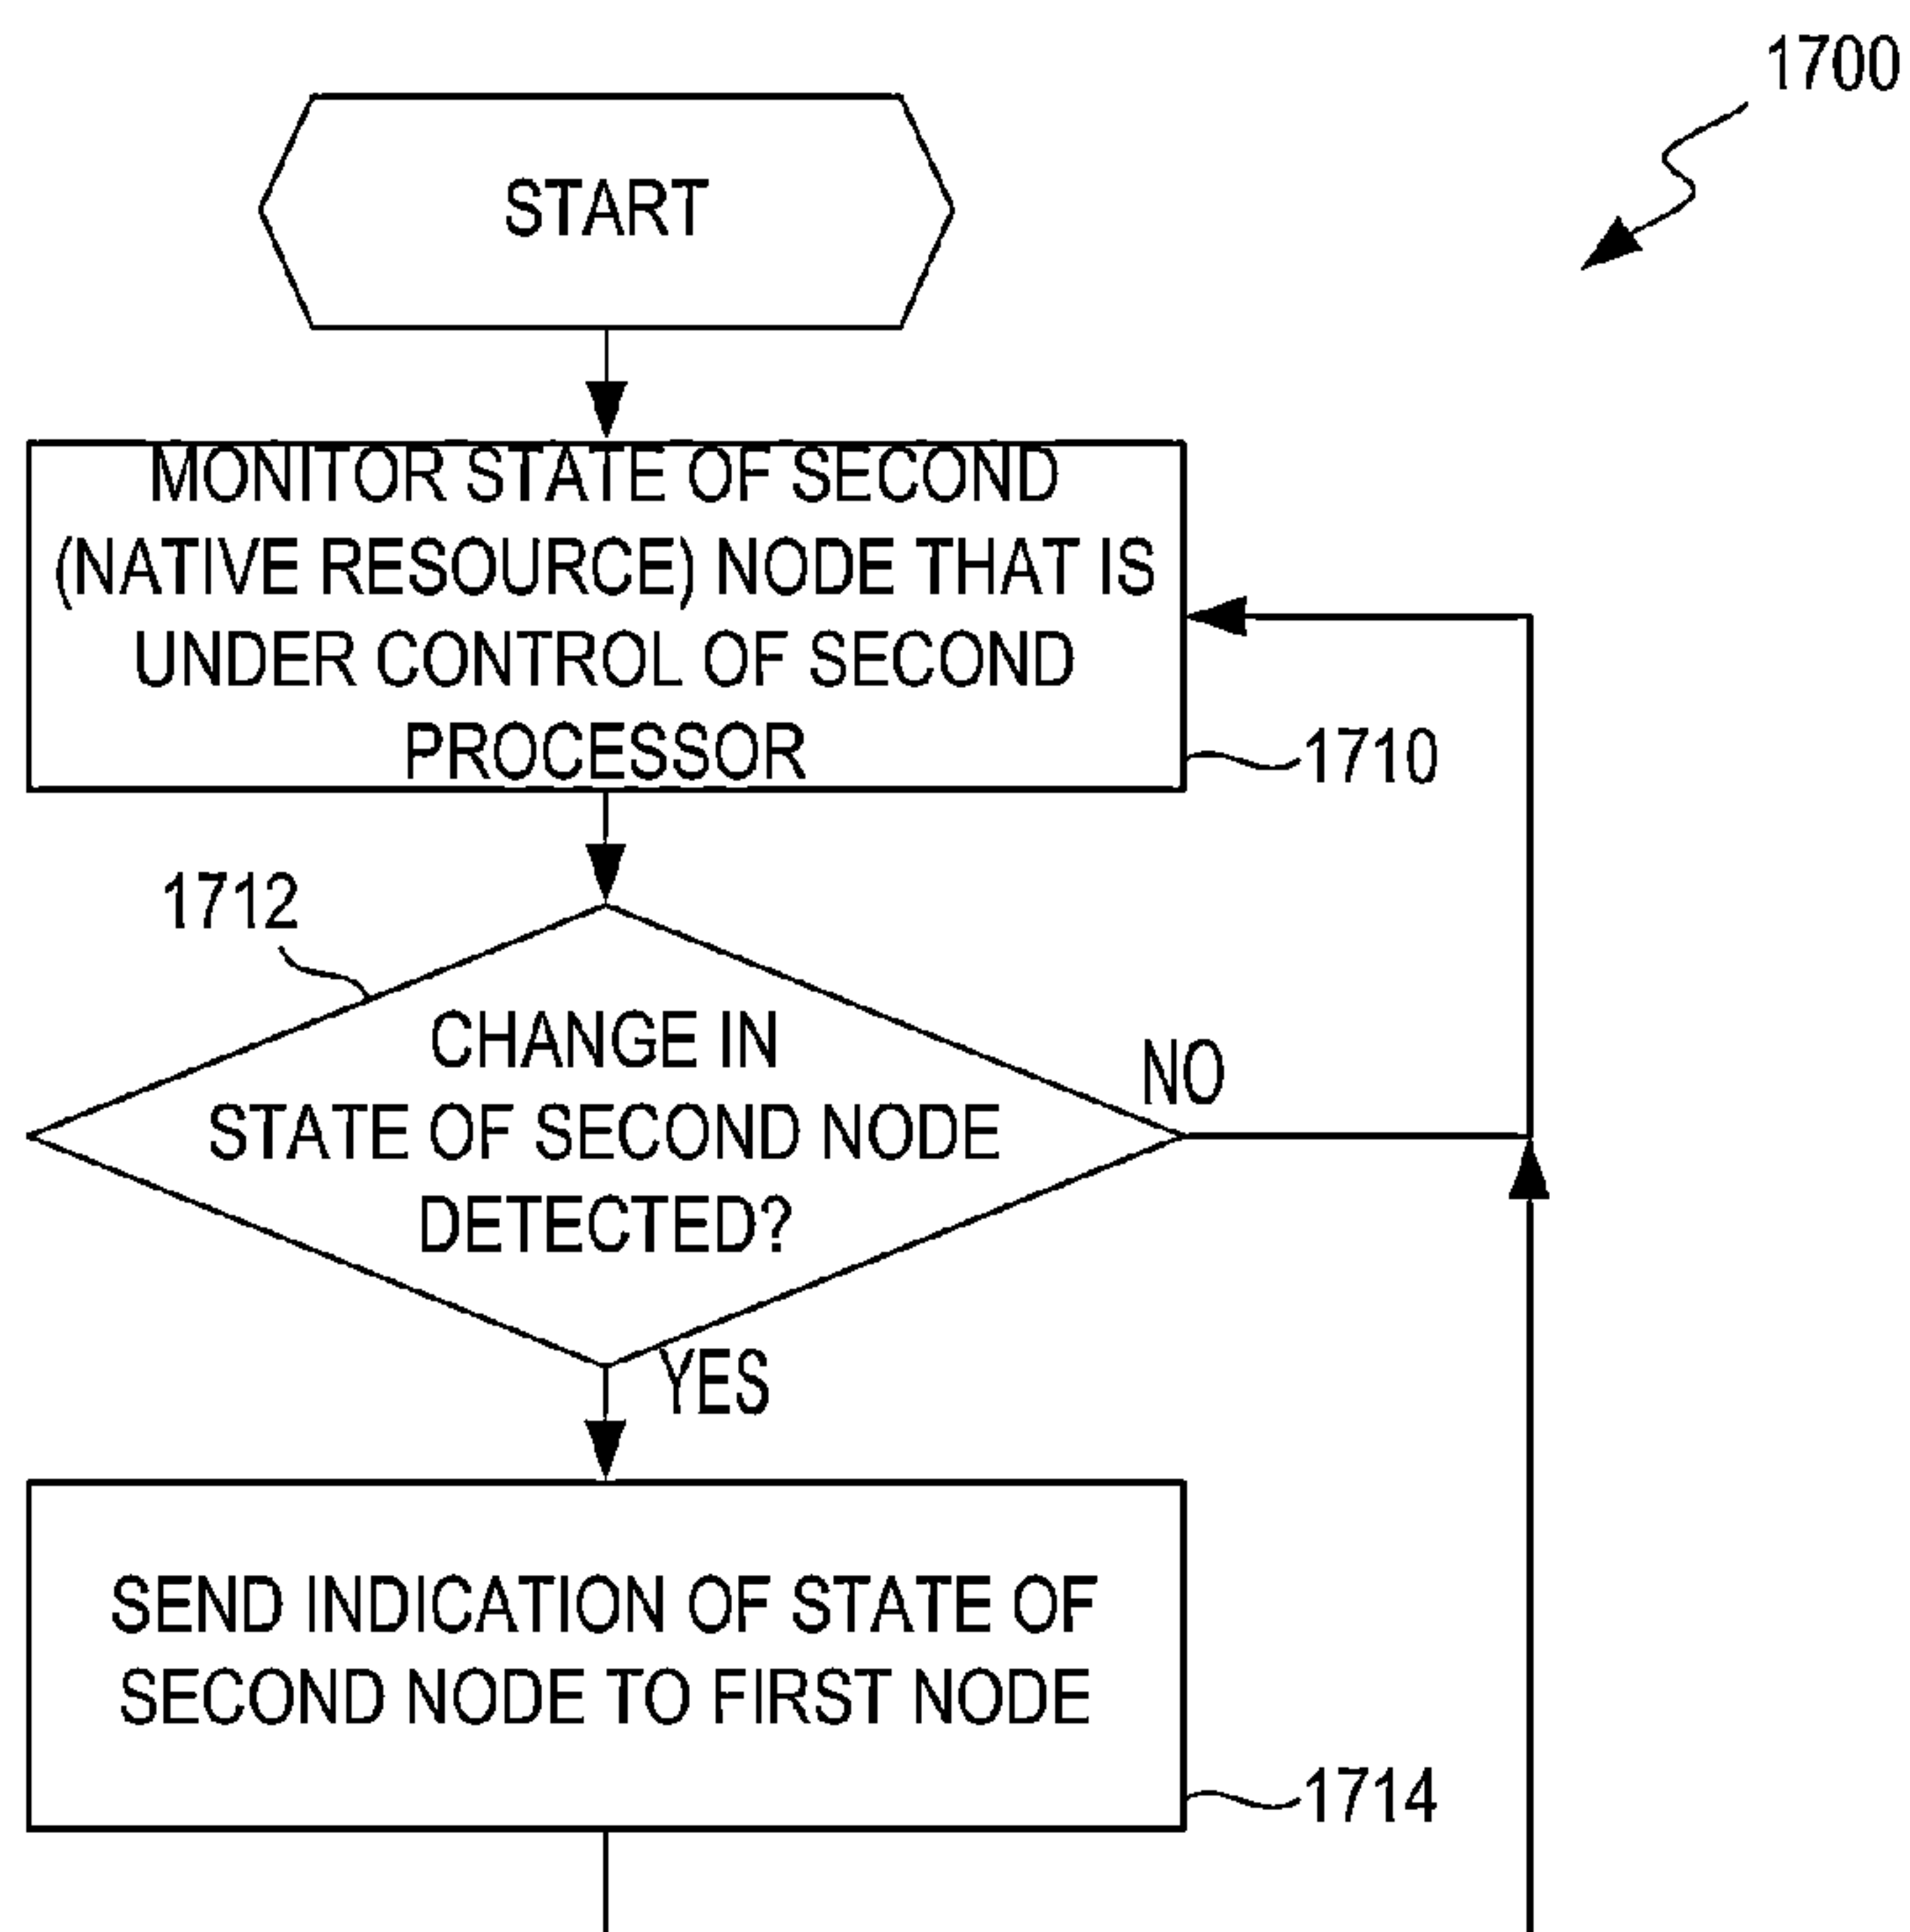 1700
START
MONITOR STATE OF SECOND
(NATIVE RESOURCE) NODE THAT IS
UNDER CONTROL OF SECOND
PROCESSOR
1710
1712
CHANGE IN
STATE OF SECOND NODE
DETECTED?
NO
YES
SEND INDICATION OF STATE OF
SECOND NODE TO FIRST NODE
1714